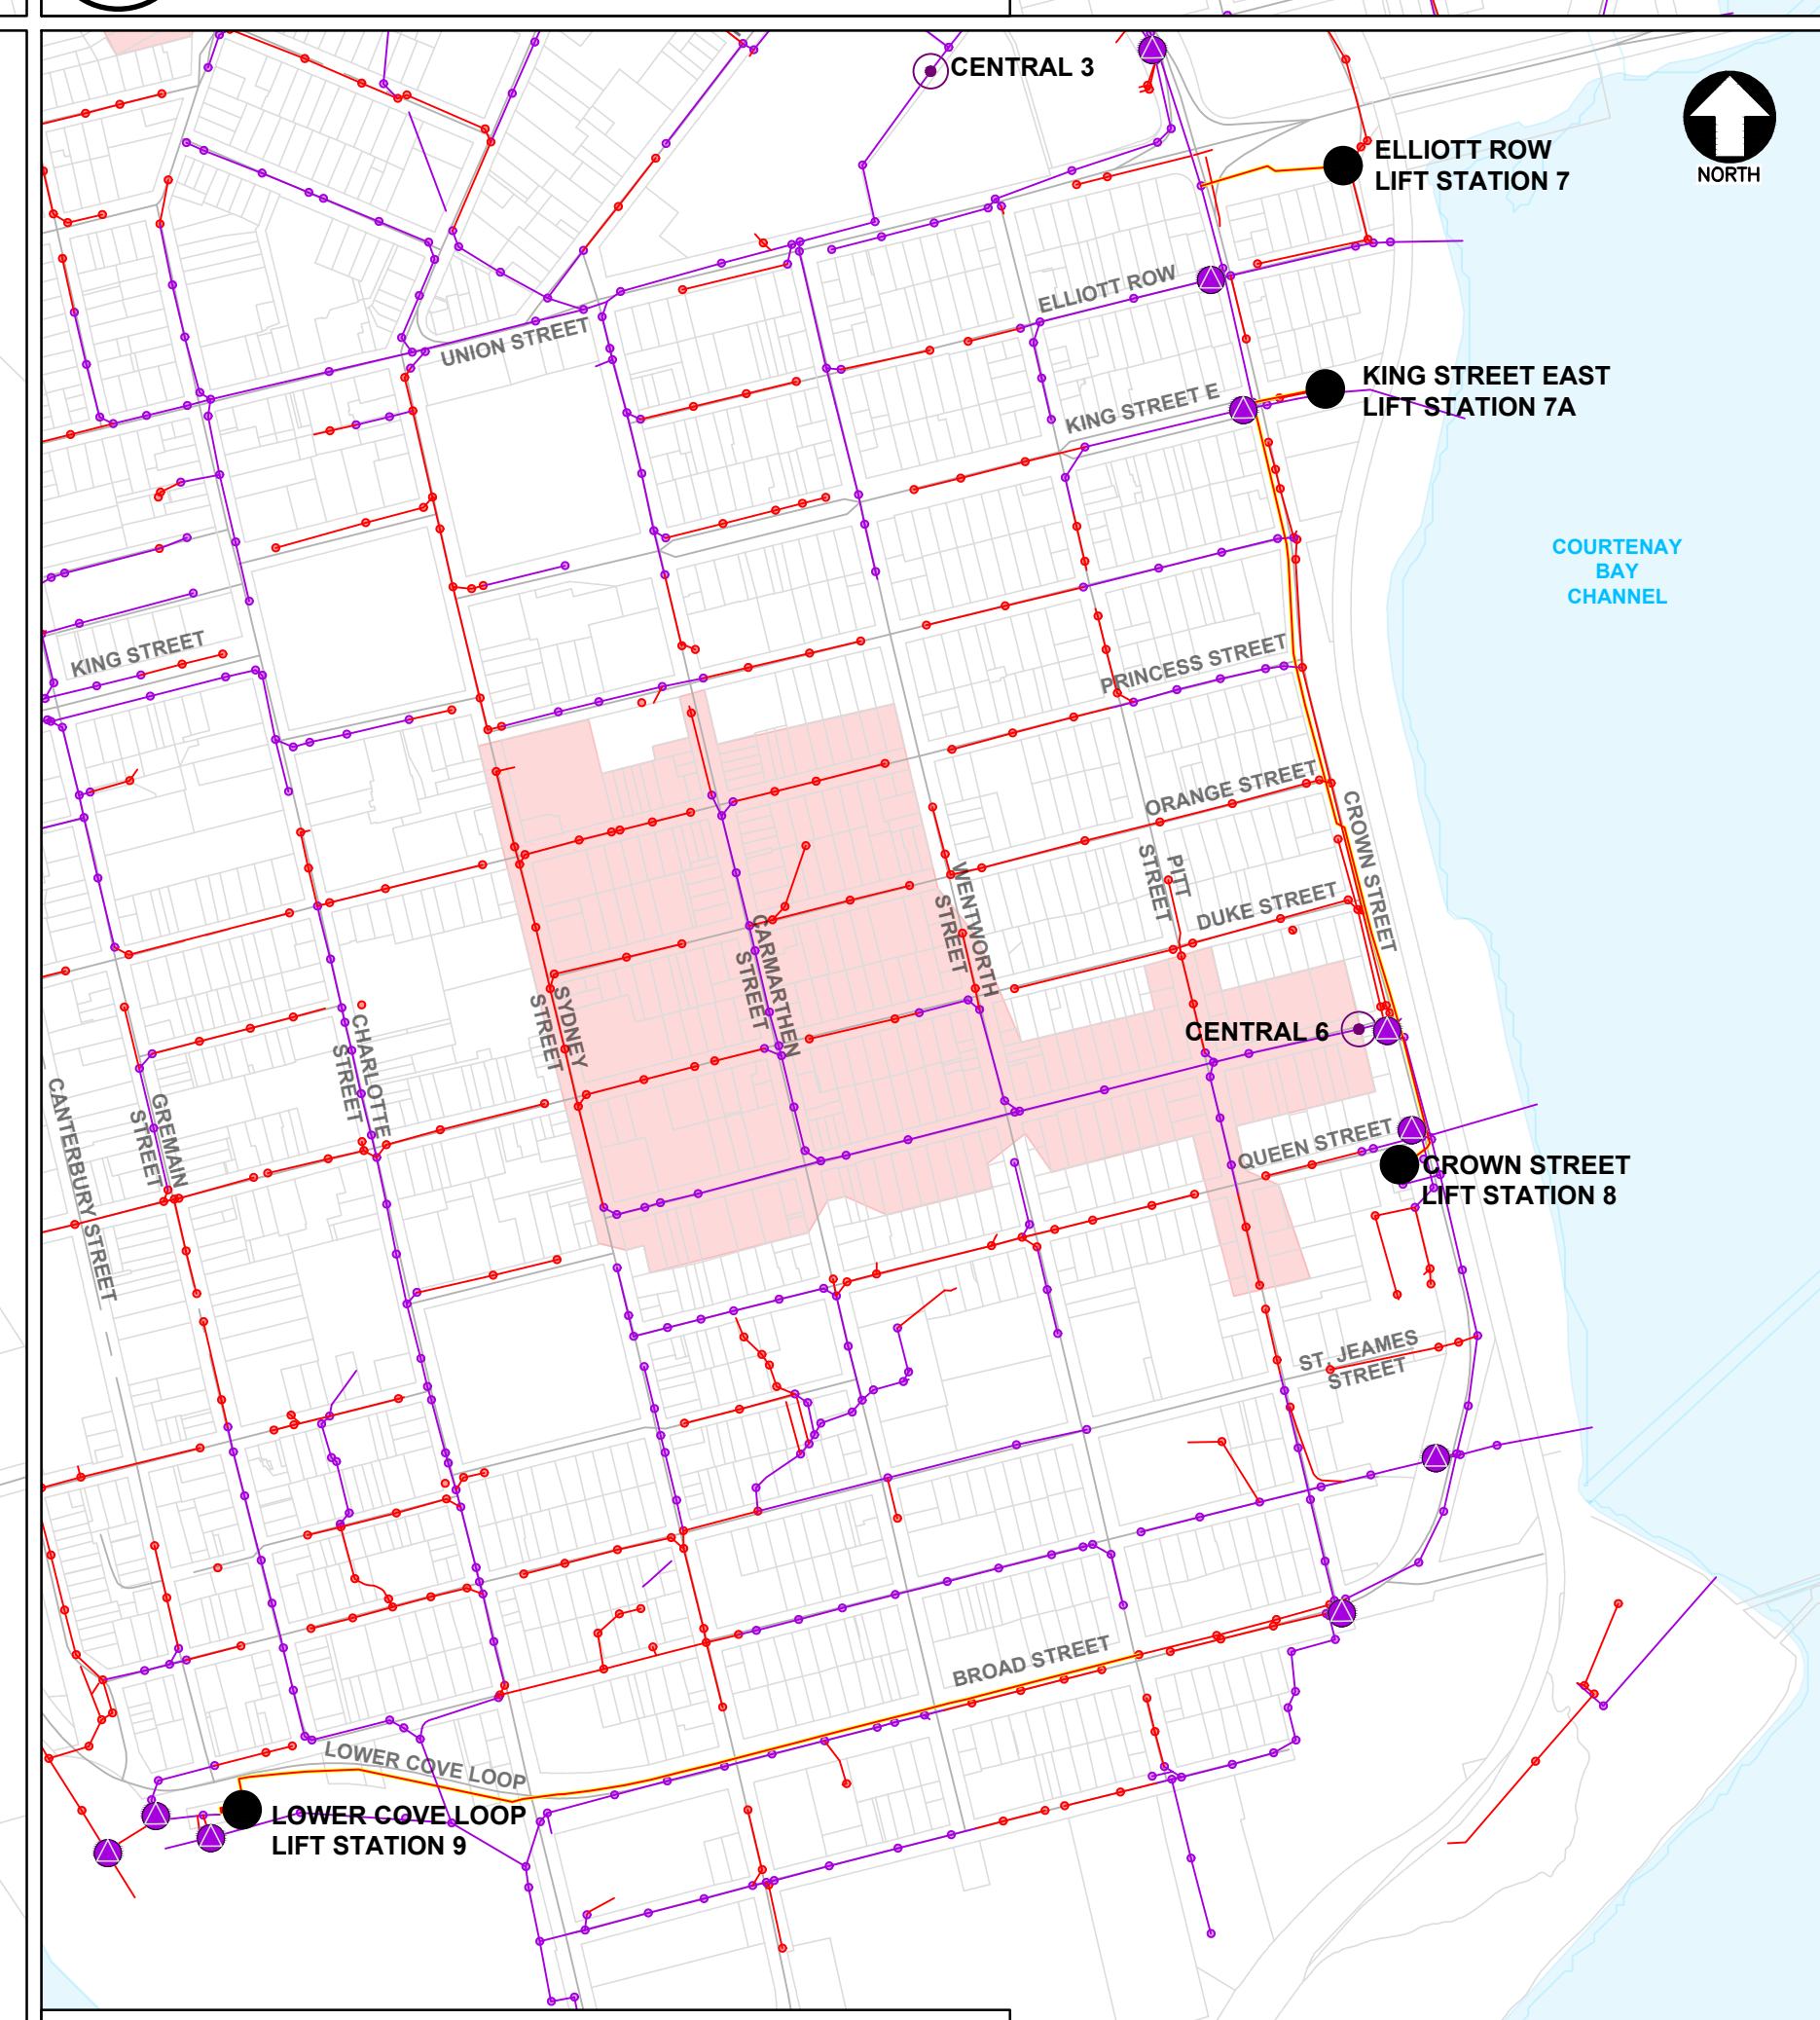 CENTRAL 3
NORTH
ELLIOTT ROW
LIFT STATION 7
ELLIOTT ROW
UNION STREET
KING STREET EAST
LIFT STATION 7A
KING STREET E
COURTENAY
BAY
CHANNEL
KING STREET
PRINCESS STREET
ORANGE STREET
CROWN STREET
PITT
STREET
DUKE STREET
WENTWORTH
STREET
CARMARTHEN
STREET
SYDNEY
STREET
CHARLOTTE
STREET
GREMAIN
STREET
CANTERBURY STREET
CENTRAL 6
QUEEN STREET
CROWN STREET
LIFT STATION 8
ST. JEAMES
STREET
BROAD STREET
LOWER COVE LOOP
LOWER COVE LOOP
LIFT STATION 9